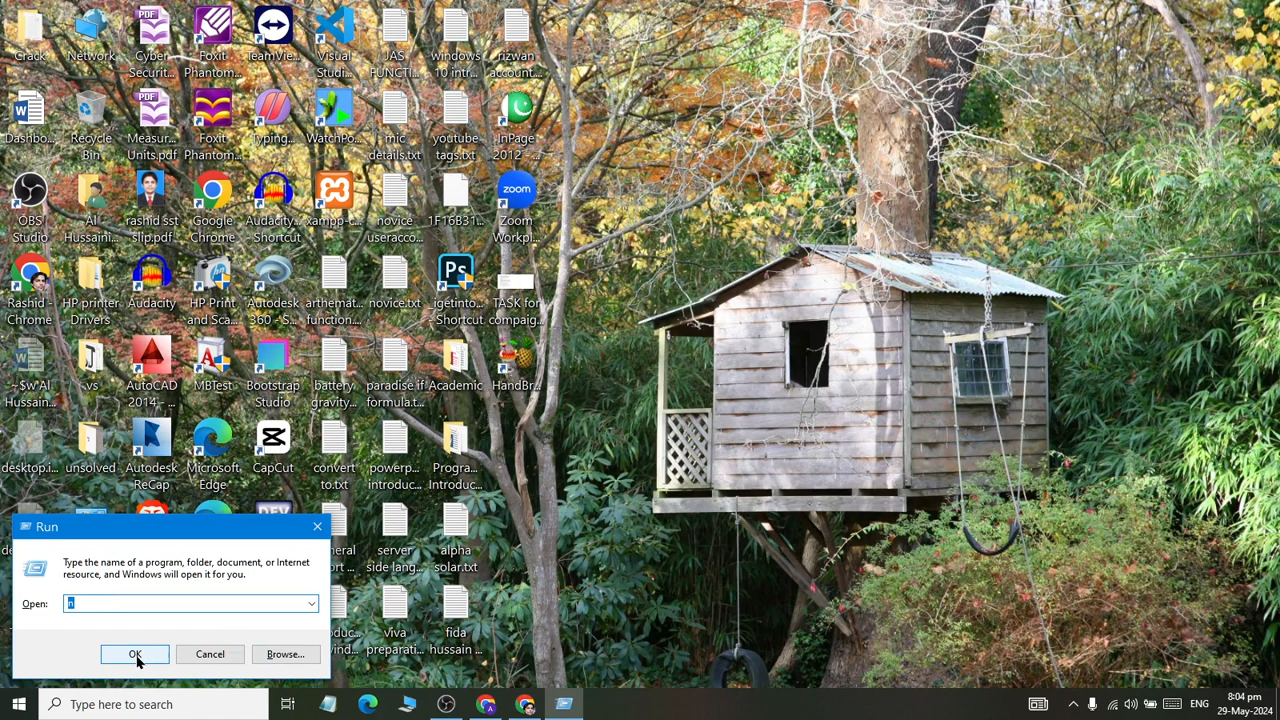 Crack
Network
Cyber
Securit...
Foxit
Phantom...
TeamVie...
Visual
Studi...
JAS
FUNCTI...
windows
10 intr...
rizwan
account....
Dashbo...
Recycle
Bin
Measur...
Units.pdf
Foxit
Phantom...
Typing...
WatchPo...
mic
details.txt
youtube
tags.txt
InPage
2012 - ...
OBS
Studio
Al
Hussaini...
rashid sst
slip.pdf
Google
Chrome
Audacity...
- Shortcut
xampp-c...
novice
useracco...
1F16B31...
zoom
Zoom
Workpl...
Rashid -
Chrome
HP printer
Drivers
Audacity
HP Print
and Sca...
Autodesk
360 - S...
arthemat...
function...
novice.txt
_igetinto...
- Shortcut
TASK for
compaig...
~$w Al
Hussain...
vs
AutoCAD
2014 - ...
MBTest
Bootstrap
Studio
battery
gravity...
paradise if
formula.t...
Academic
HandBr...
desktop.i...
unsolved
Autodesk
ReCap
Microsoft
Edge
CapCut
convert
to.txt
powerp...
introduc...
Progra...
Introduc...
server
side lang...
alpha
solar.txt
viva
preparati...
fida
hussain ...
Run
Type the name of a program, folder, document, or Internet
resource, and Windows will open it for you.
Open:
OK
Cancel
Browse...
Type here to search
ENG
8:04 pm
29-May-2024